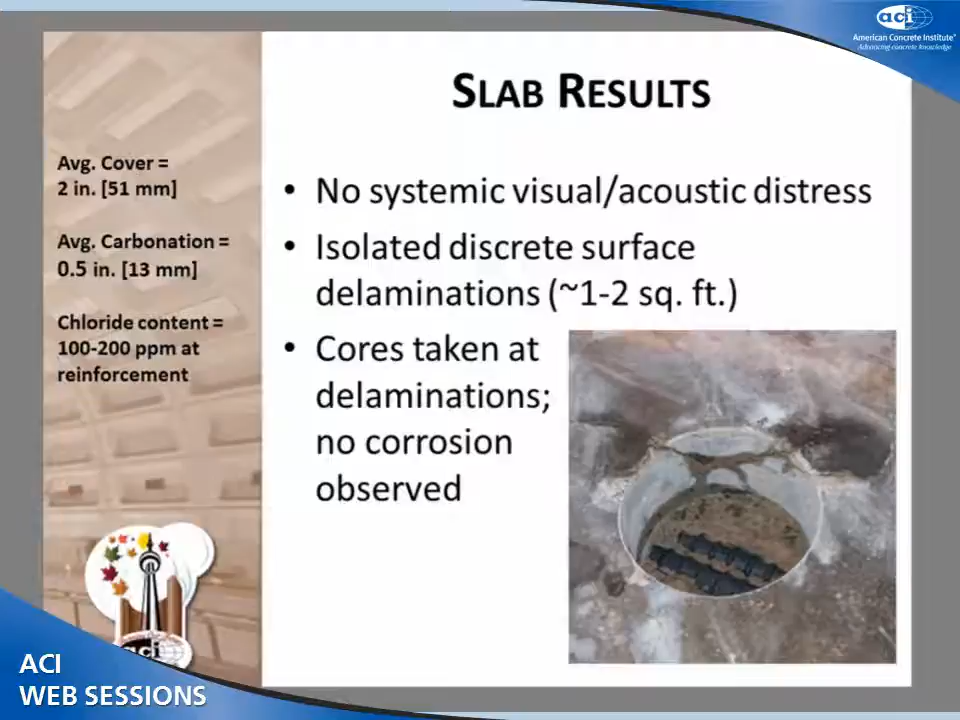 aci
American Concrete Institute®
Advancing concrete knowledge
SLAB RESULTS
Avg. Cover =
2 in. [51 mm]
Avg. Carbonation =
0.5 in. [13 mm]
Chloride content =
100-200 ppm at
reinforcement
• No systemic visual/acoustic distress
• Isolated discrete surface
delaminations (~1-2 sq. ft.)
• Cores taken at
delaminations;
no corrosion
observed
aci
ACI
WEB SESSIONS